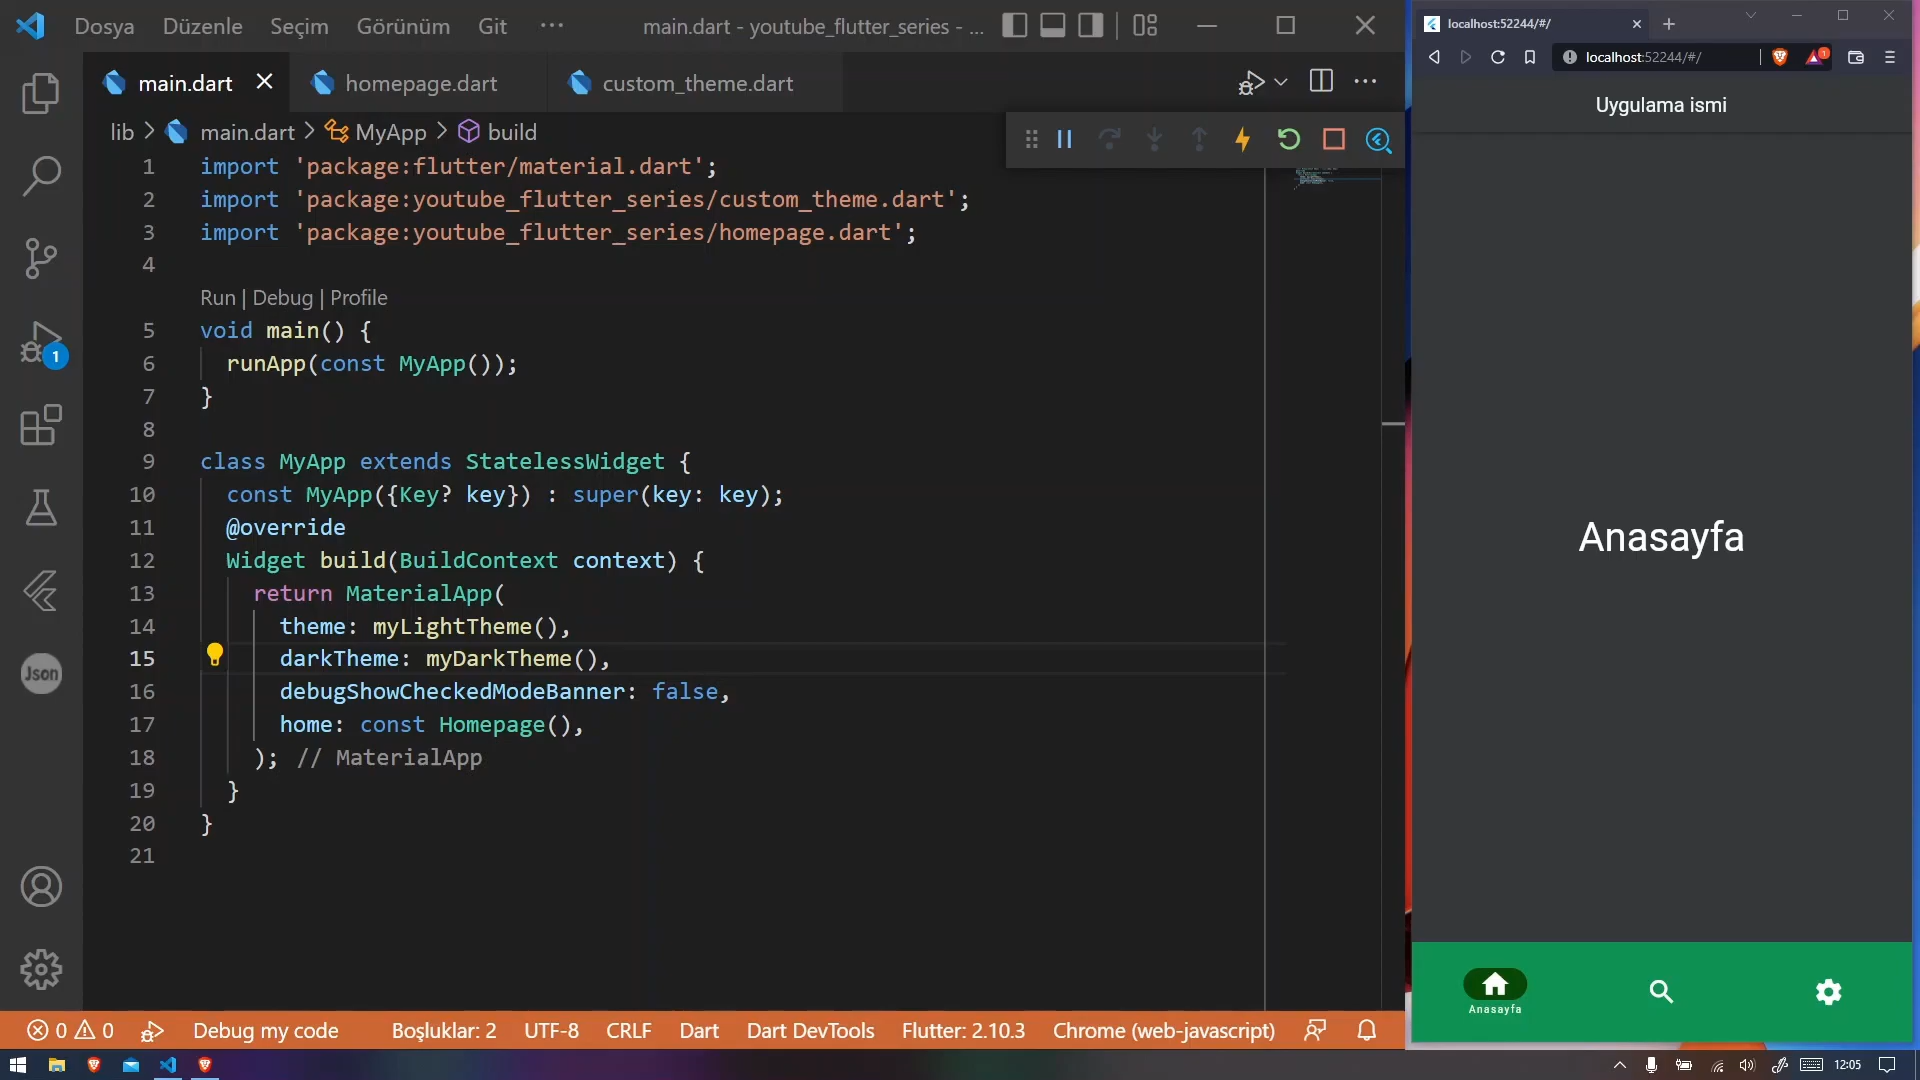 Dosya Düzenle Seçim Görünüm Git ··· main.dart - youtube_flutter_series - ...
main.dart homepage.dart custom_theme.dart
lib > main.dart > MyApp > build
1 import 'package:flutter/material.dart';
2 import 'package:youtube_flutter_series/custom_theme.dart';
3 import 'package:youtube_flutter_series/homepage.dart';
4
Run | Debug | Profile
5 void main() {
6 runApp(const MyApp());
7 }
8
9 class MyApp extends StatelessWidget {
10 const MyApp({Key? key}) : super(key: key);
11 @override
12 Widget build(BuildContext context) {
13 return MaterialApp(
14 theme: myLightTheme(),
15 darkTheme: myDarkTheme(),
16 debugShowCheckedModeBanner: false,
17 home: const Homepage(),
18 ); // MaterialApp
19 }
20 }
21
1
Json
0 0 Debug my code Boşluklar: 2 UTF-8 CRLF Dart Dart DevTools Flutter: 2.10.3 Chrome (web-javascript)
localhost:52244/#/
localhost:52244/#/ 1
Uygulama ismi
Anasayfa
Anasayfa
12:05